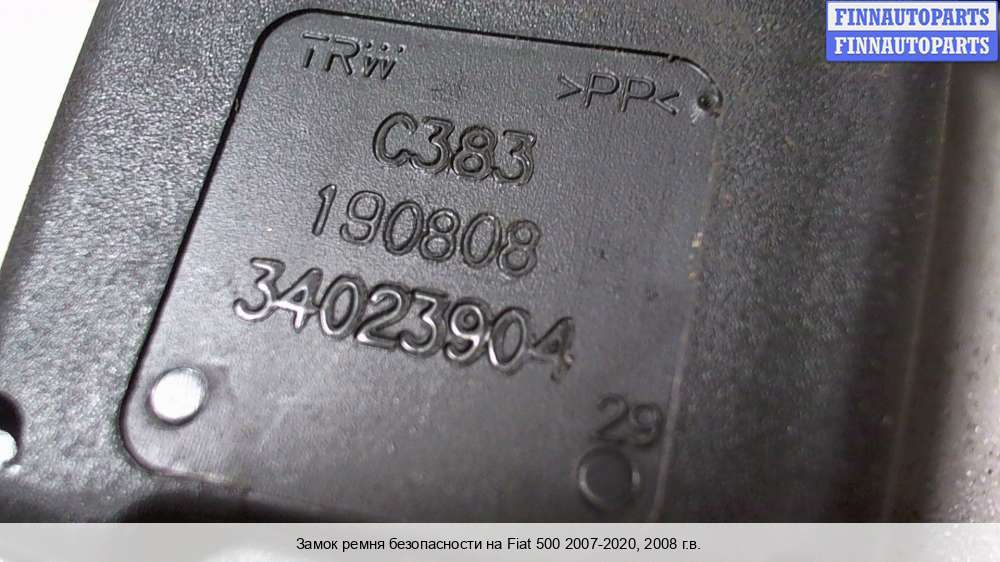 FINNAUTOPARTS
FINNAUTOPARTS
TRW
>PP<
C383
190808
34023904
29
Замок ремня безопасности на Fiat 500 2007-2020, 2008 г.в.